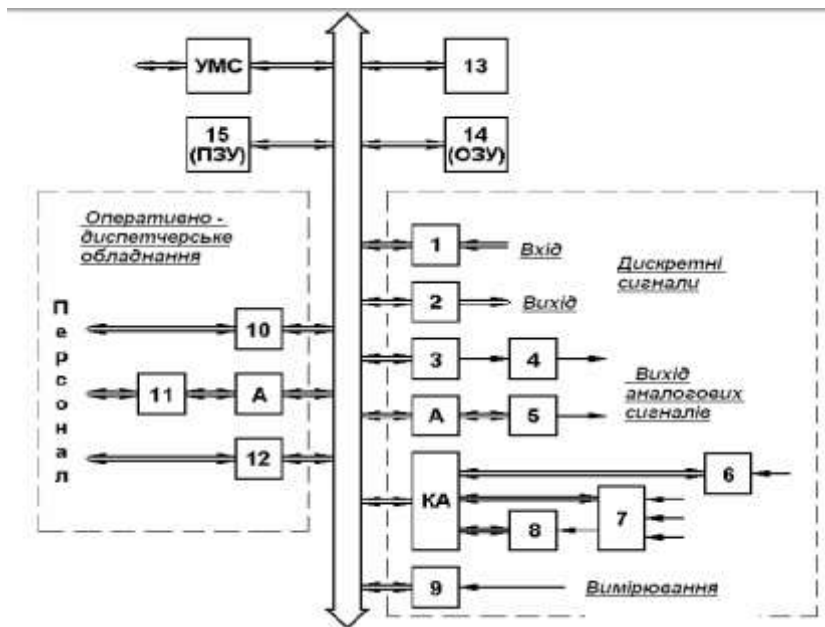 УМС
13
15
(ПЗУ)
14
(ОЗУ)
Оперативно -
диспетчерське
обладнання
Персонал
10
11
А
12
1
Вхід
Дискретні
сигнали
2
Вихід
3
4
Вихід
аналогових
сигналів
А
5
КА
6
7
8
9
Вимірювання